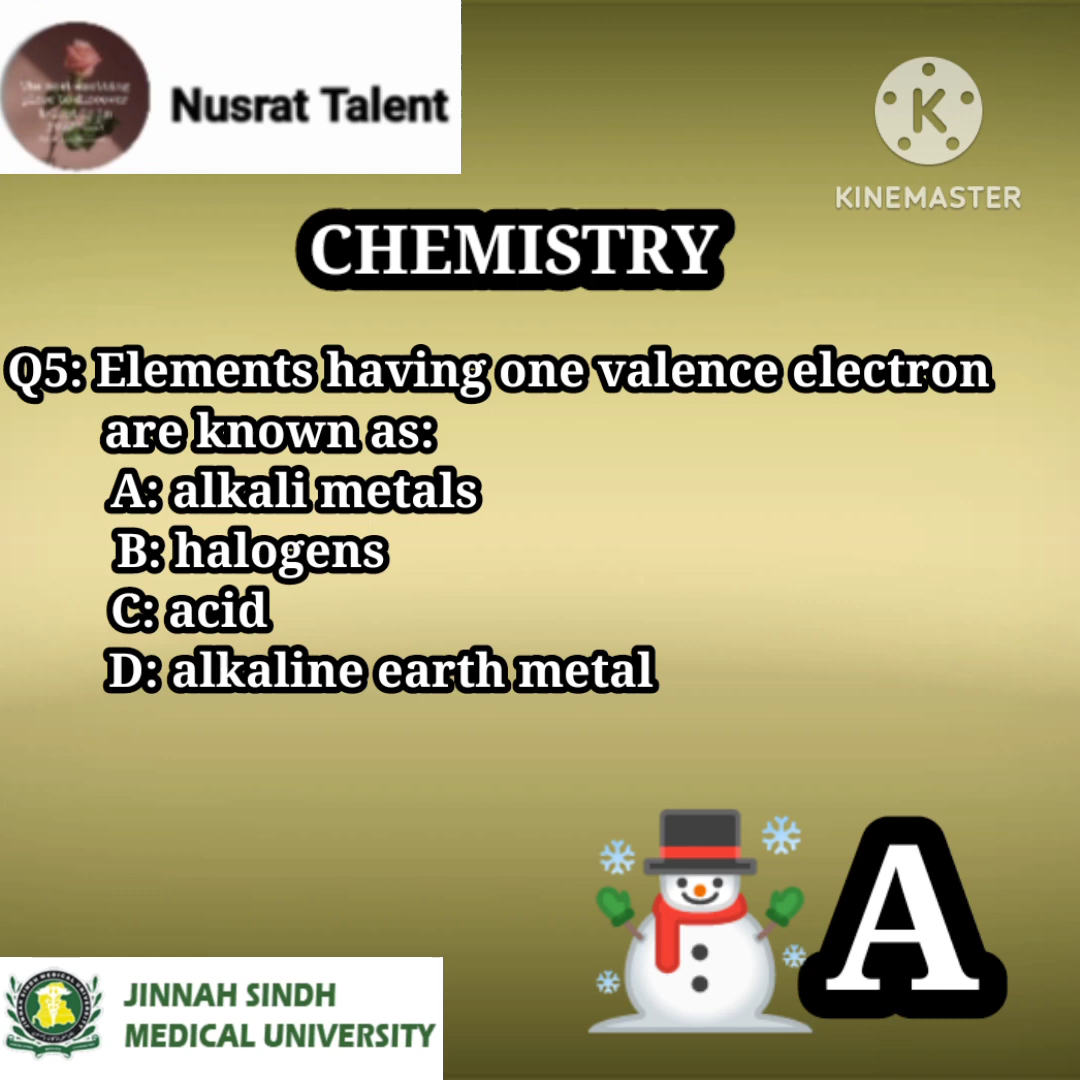 Nusrat Talent
K
KINEMASTER
CHEMISTRY
Q5: Elements having one valence electron
are known as:
A: alkali metals
B: halogens
C: acid
D: alkaline earth metal
A
JINNAH SINDH
MEDICAL UNIVERSITY